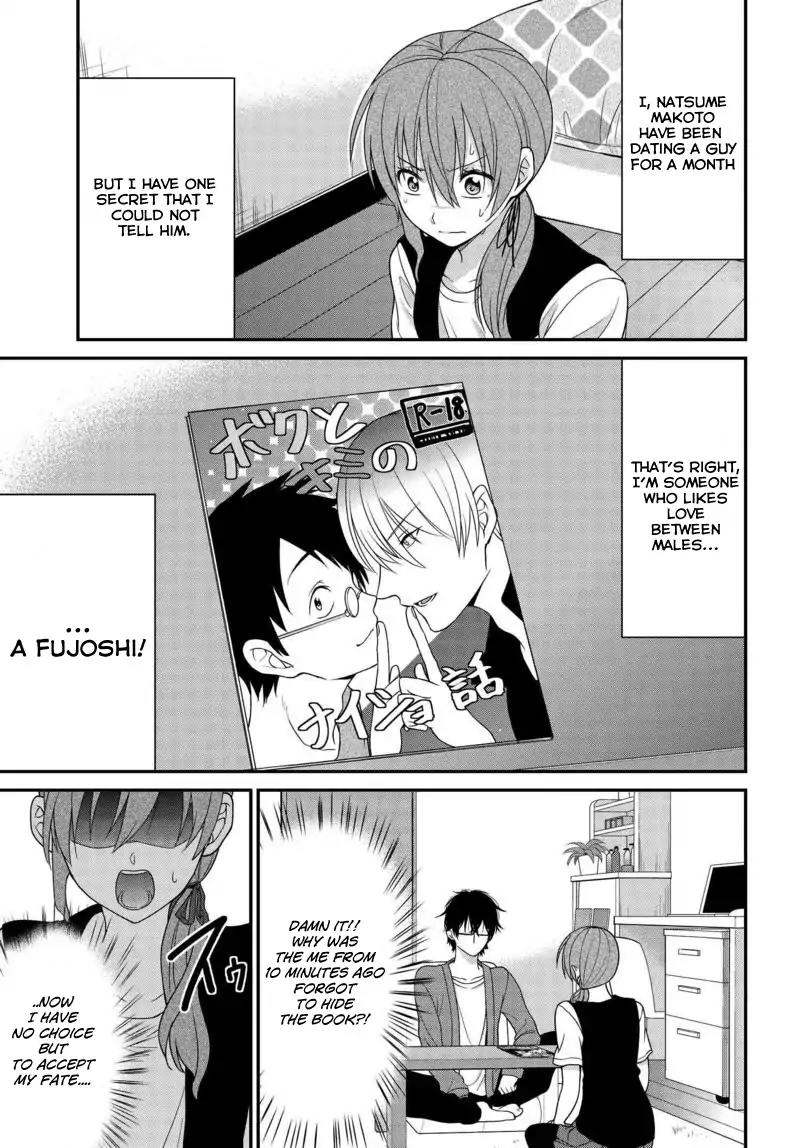 I, NATSUME
MAKOTO
HAVE BEEN
DATING A GUY
FOR A MONTH
BUT I HAVE ONE
SECRET THAT I
COULD NOT
TELL HIM.
THAT'S RIGHT,
I'M SOMEONE
WHO LIKES
LOVE
BETWEEN
MALES...
R-18
ボクと
キミの
ナイショ話
...
A FUJOSHI!
DAMN IT!!
WHY WAS
THE ME FROM
10 MINUTES AGO
FORGOT
TO HIDE
THE BOOK?!
スゥ
..NOW
I HAVE
NO CHOICE
BUT
TO ACCEPT
MY FATE....